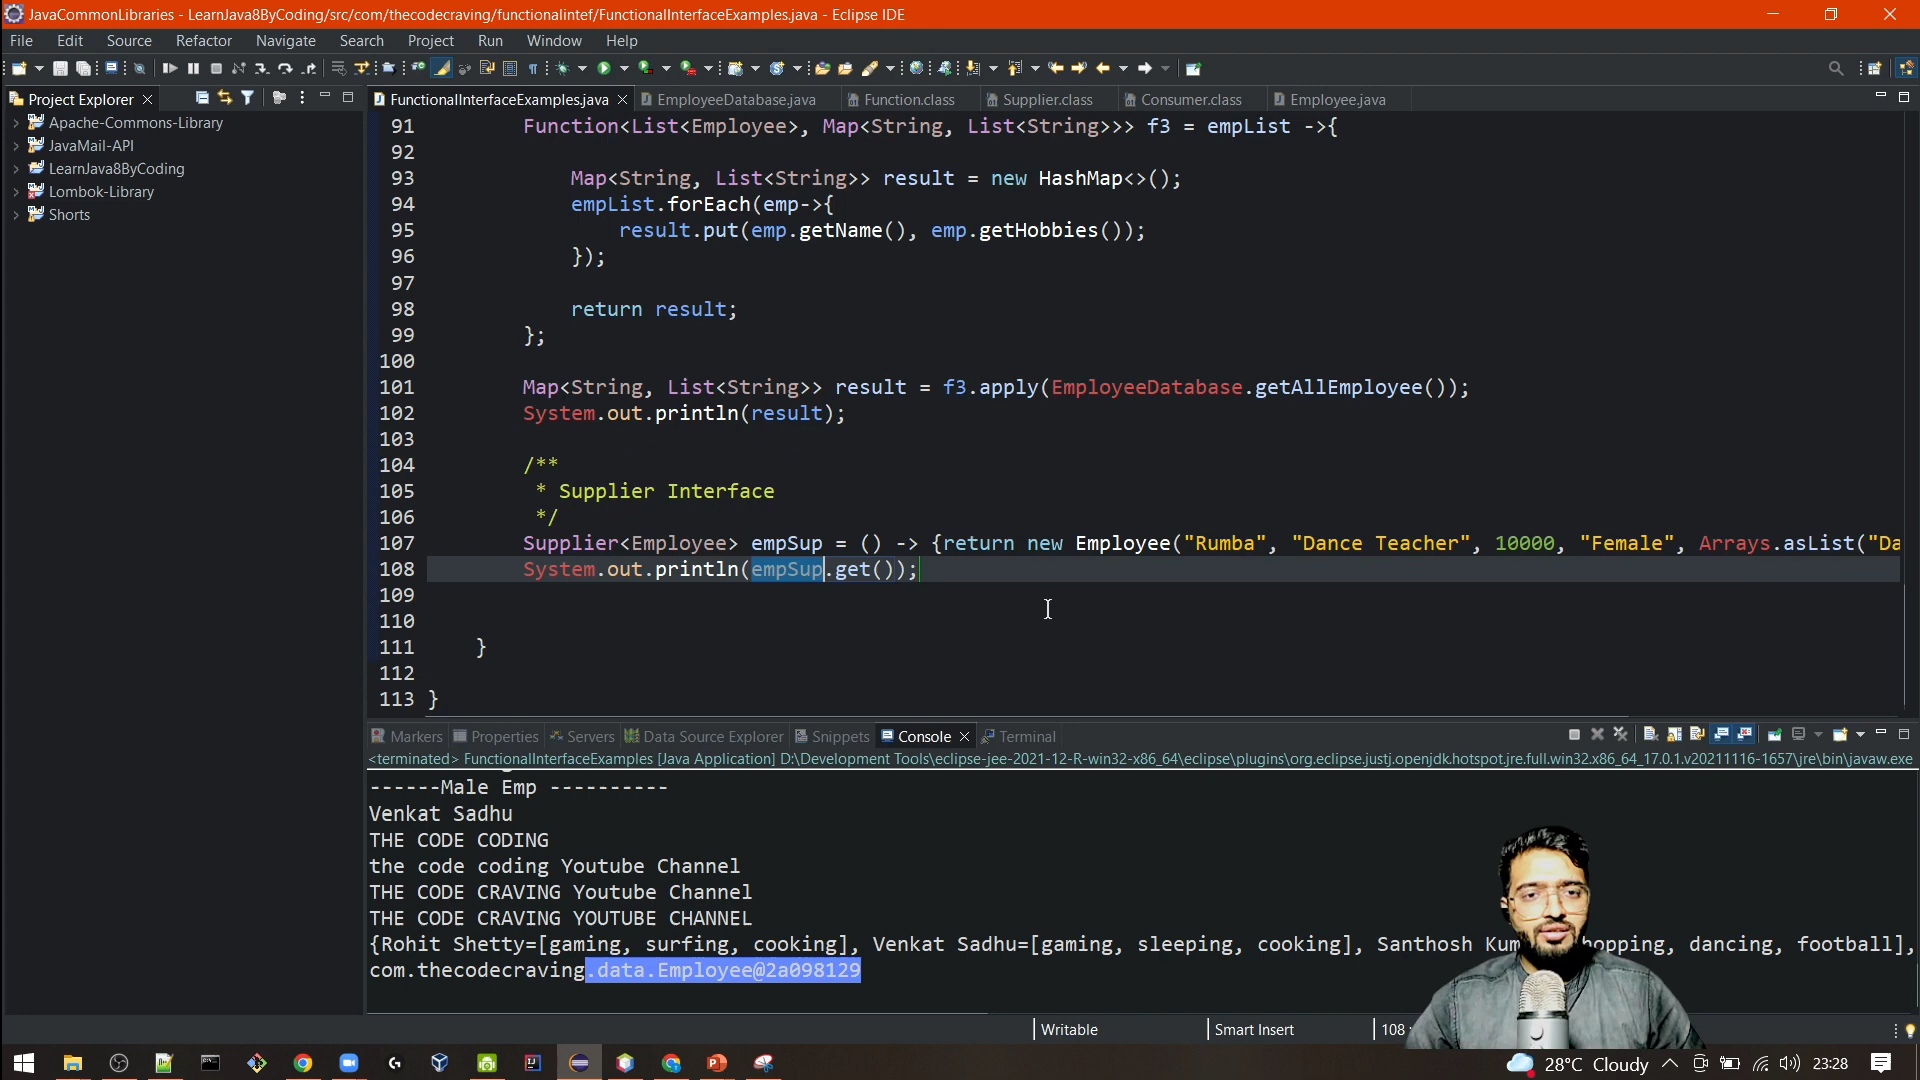 JavaCommonLibraries - LearnJava8ByCoding/src/com/thecodecraving/functionalintef/FunctionalInterfaceExamples.java - Eclipse IDE
File Edit Source Refactor Navigate Search Project Run Window Help
Project Explorer
FunctionalInterfaceExamples.java EmployeeDatabase.java Function.class Supplier.class Consumer.class Employee.java
Apache-Commons-Library
JavaMail-API
LearnJava8ByCoding
Lombok-Library
Shorts
91 Function<List<Employee>, Map<String, List<String>>> f3 = empList ->{
92
93 Map<String, List<String>> result = new HashMap<>();
94 empList.forEach(emp->{
95 result.put(emp.getName(), emp.getHobbies());
96 });
97
98 return result;
99 };
100
101 Map<String, List<String>> result = f3.apply(EmployeeDatabase.getAllEmployee());
102 System.out.println(result);
103
104 /**
105 * Supplier Interface
106 */
107 Supplier<Employee> empSup = () -> {return new Employee("Rumba", "Dance Teacher", 10000, "Female", Arrays.asList("Da
108 System.out.println(empSup.get());
109
110
111 }
112
113 }
Markers Properties Servers Data Source Explorer Snippets Console Terminal
<terminated> FunctionalInterfaceExamples [Java Application] D:\Development Tools\eclipse-jee-2021-12-R-win32-x86_64\eclipse\plugins\org.eclipse.justj.openjdk.hotspot.jre.full.win32.x86_64_17.0.1.v20211116-1657\jre\bin\javaw.exe
------Male Emp ----------
Venkat Sadhu
THE CODE CODING
the code coding Youtube Channel
THE CODE CRAVING Youtube Channel
THE CODE CRAVING YOUTUBE CHANNEL
{Rohit Shetty=[gaming, surfing, cooking], Venkat Sadhu=[gaming, sleeping, cooking], Santhosh dancing, football],
com.thecodecraving.data.Employee@2a098129
Writable Smart Insert 108
28°C Cloudy 23:28